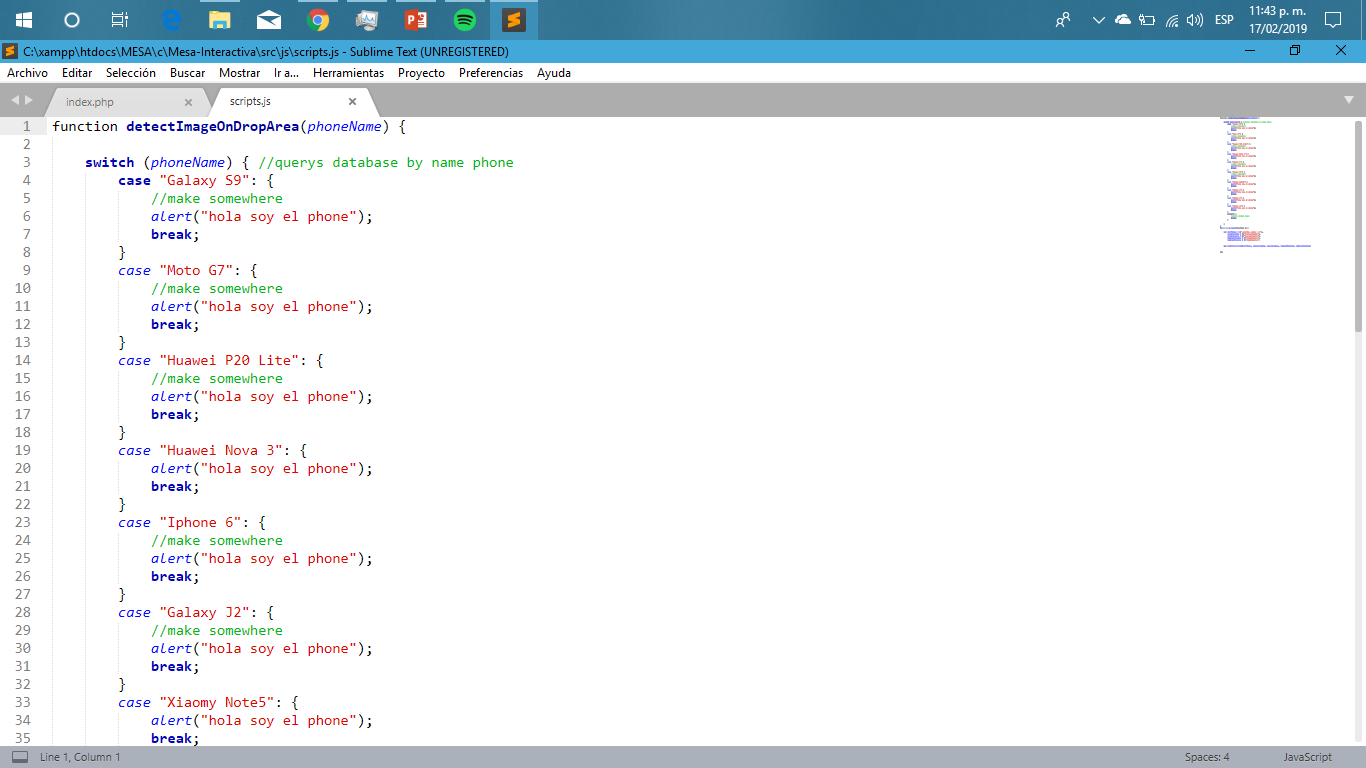 11:43 p. m.
ESP
17/02/2019
C:\xampp\htdocs\MESA\c\Mesa-Interactiva\src\js\scripts.js - Sublime Text (UNREGISTERED)
Archivo Editar Selección Buscar Mostrar Ir a... Herramientas Proyecto Preferencias Ayuda
index.php scripts.js
1 function detectImageOnDropArea(phoneName) {
2
3 switch (phoneName) { //querys database by name phone
4 case "Galaxy S9": {
5 //make somewhere
6 alert("hola soy el phone");
7 break;
8 }
9 case "Moto G7": {
10 //make somewhere
11 alert("hola soy el phone");
12 break;
13 }
14 case "Huawei P20 Lite": {
15 //make somewhere
16 alert("hola soy el phone");
17 break;
18 }
19 case "Huawei Nova 3": {
20 alert("hola soy el phone");
21 break;
22 }
23 case "Iphone 6": {
24 //make somewhere
25 alert("hola soy el phone");
26 break;
27 }
28 case "Galaxy J2": {
29 //make somewhere
30 alert("hola soy el phone");
31 break;
32 }
33 case "Xiaomy Note5": {
34 alert("hola soy el phone");
35 break;
Line 1, Column 1 Spaces: 4 JavaScript